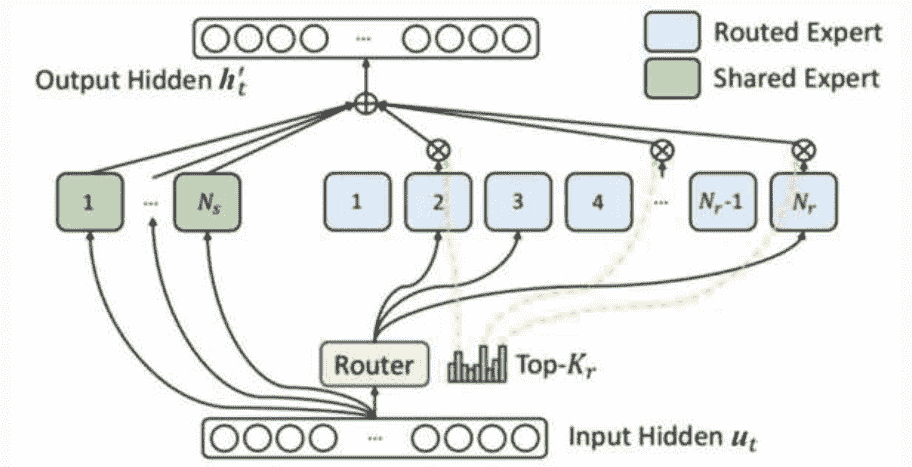 ...
Routed Expert
Output Hidden h't
Shared Expert
1
...
Ns
1
2
3
4
...
Nr-1
Nr
Router
Top-Kr
...
Input Hidden ut